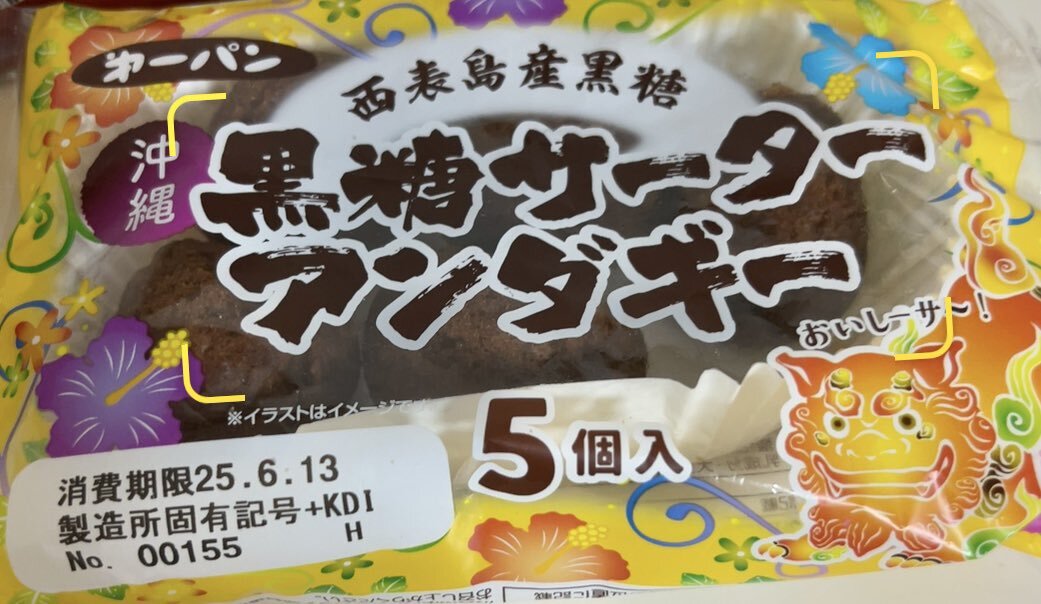 第一パン
西表島産黒糖
沖縄
黒糖サーター
アンダギー
おいしーサ〜!
※イラストはイメージで
5個入
消費期限25.6.13
製造所固有記号+KDI
No. 00155 H